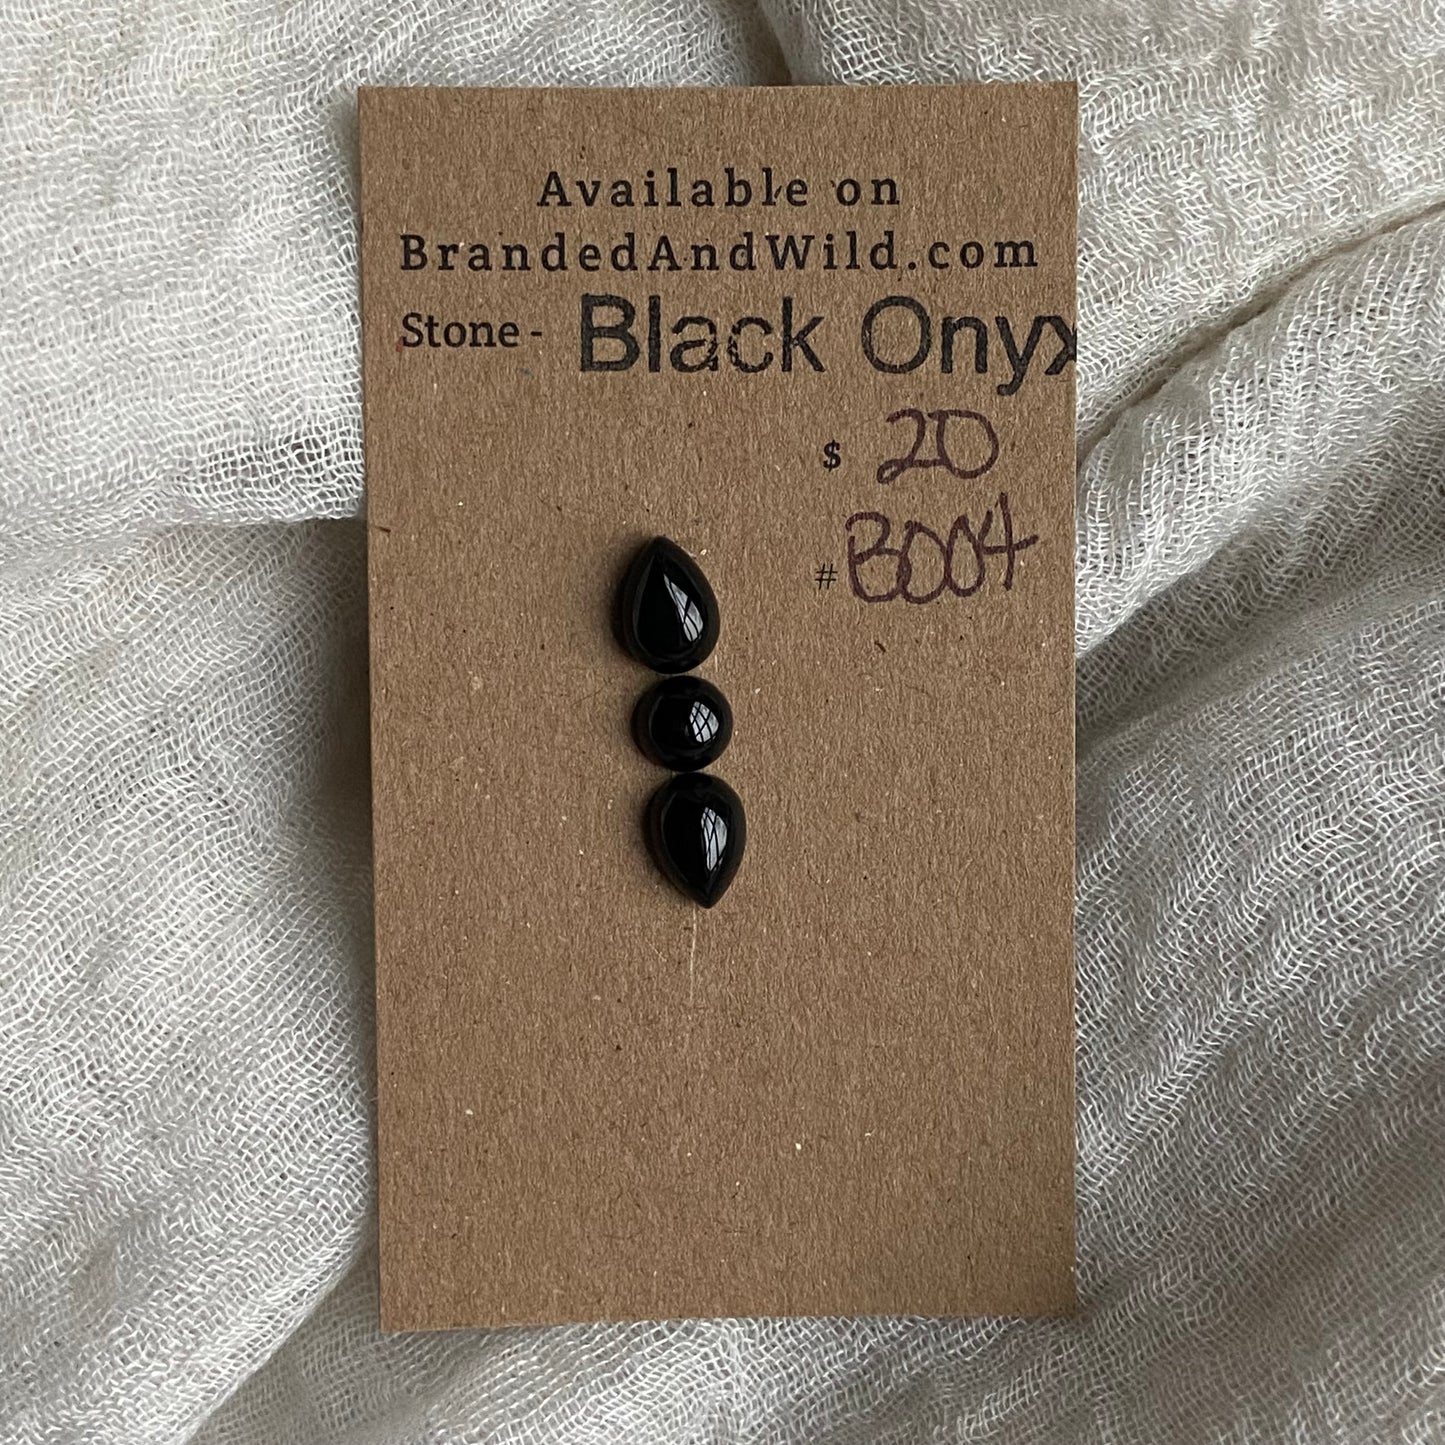 Available on
BrandedAndWild.com
Stone - Black Onyx
$ 20
# B004